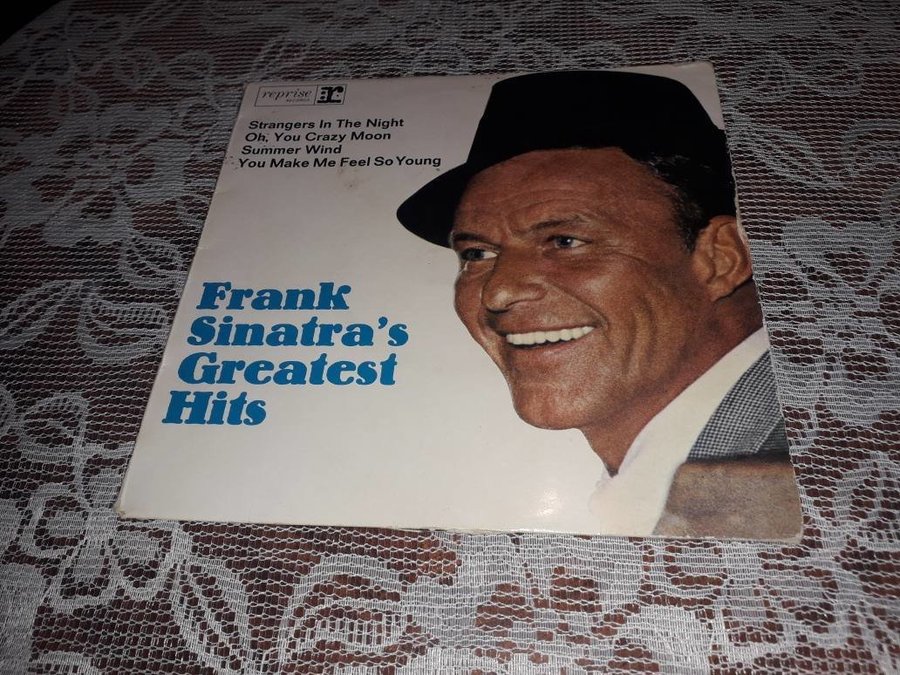 reprise
RECORDS
Strangers In The Night
Oh, You Crazy Moon
Summer Wind
You Make Me Feel So Young
Frank
Sinatra's
Greatest
Hits